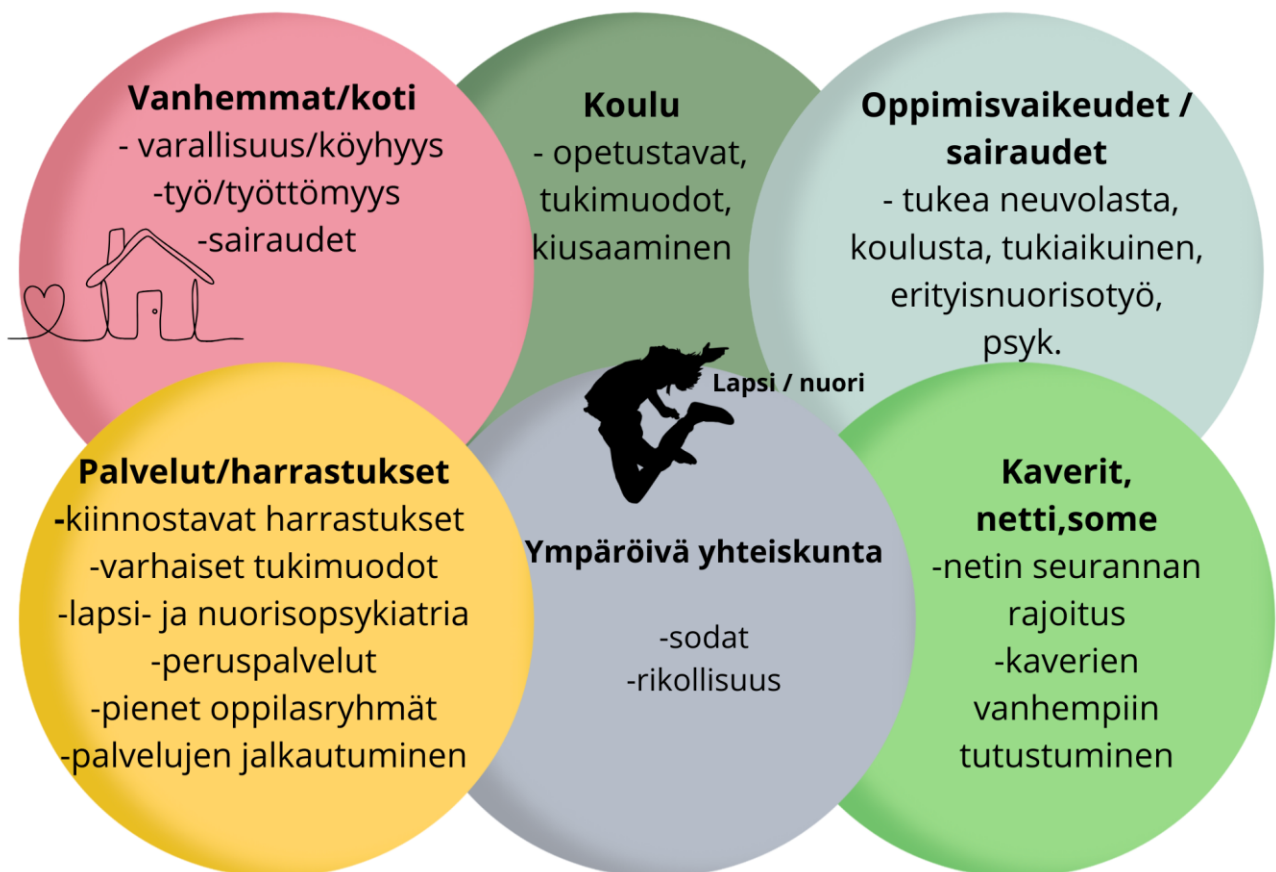 Vanhemmat/koti
- varallisuus/köyhyys
-työ/työttömyys
-sairaudet
Koulu
- opetustavat,
tukimuodot,
kiusaaminen
Oppimisvaikeudet /
sairaudet
- tukea neuvolasta,
koulusta, tukiaikuinen,
erityisnuorisotyö,
psyk.
Lapsi / nuori
Palvelut/harrastukset
-kiinnostavat harrastukset
-varhaiset tukimuodot
-lapsi- ja nuorisopsykiatria
-peruspalvelut
-pienet oppilasryhmät
-palvelujen jalkautuminen
Ympäröivä yhteiskunta
-sodat
-rikollisuus
Kaverit,
netti,some
-netin seurannan
rajoitus
-kaverien
vanhempiin
tutustuminen